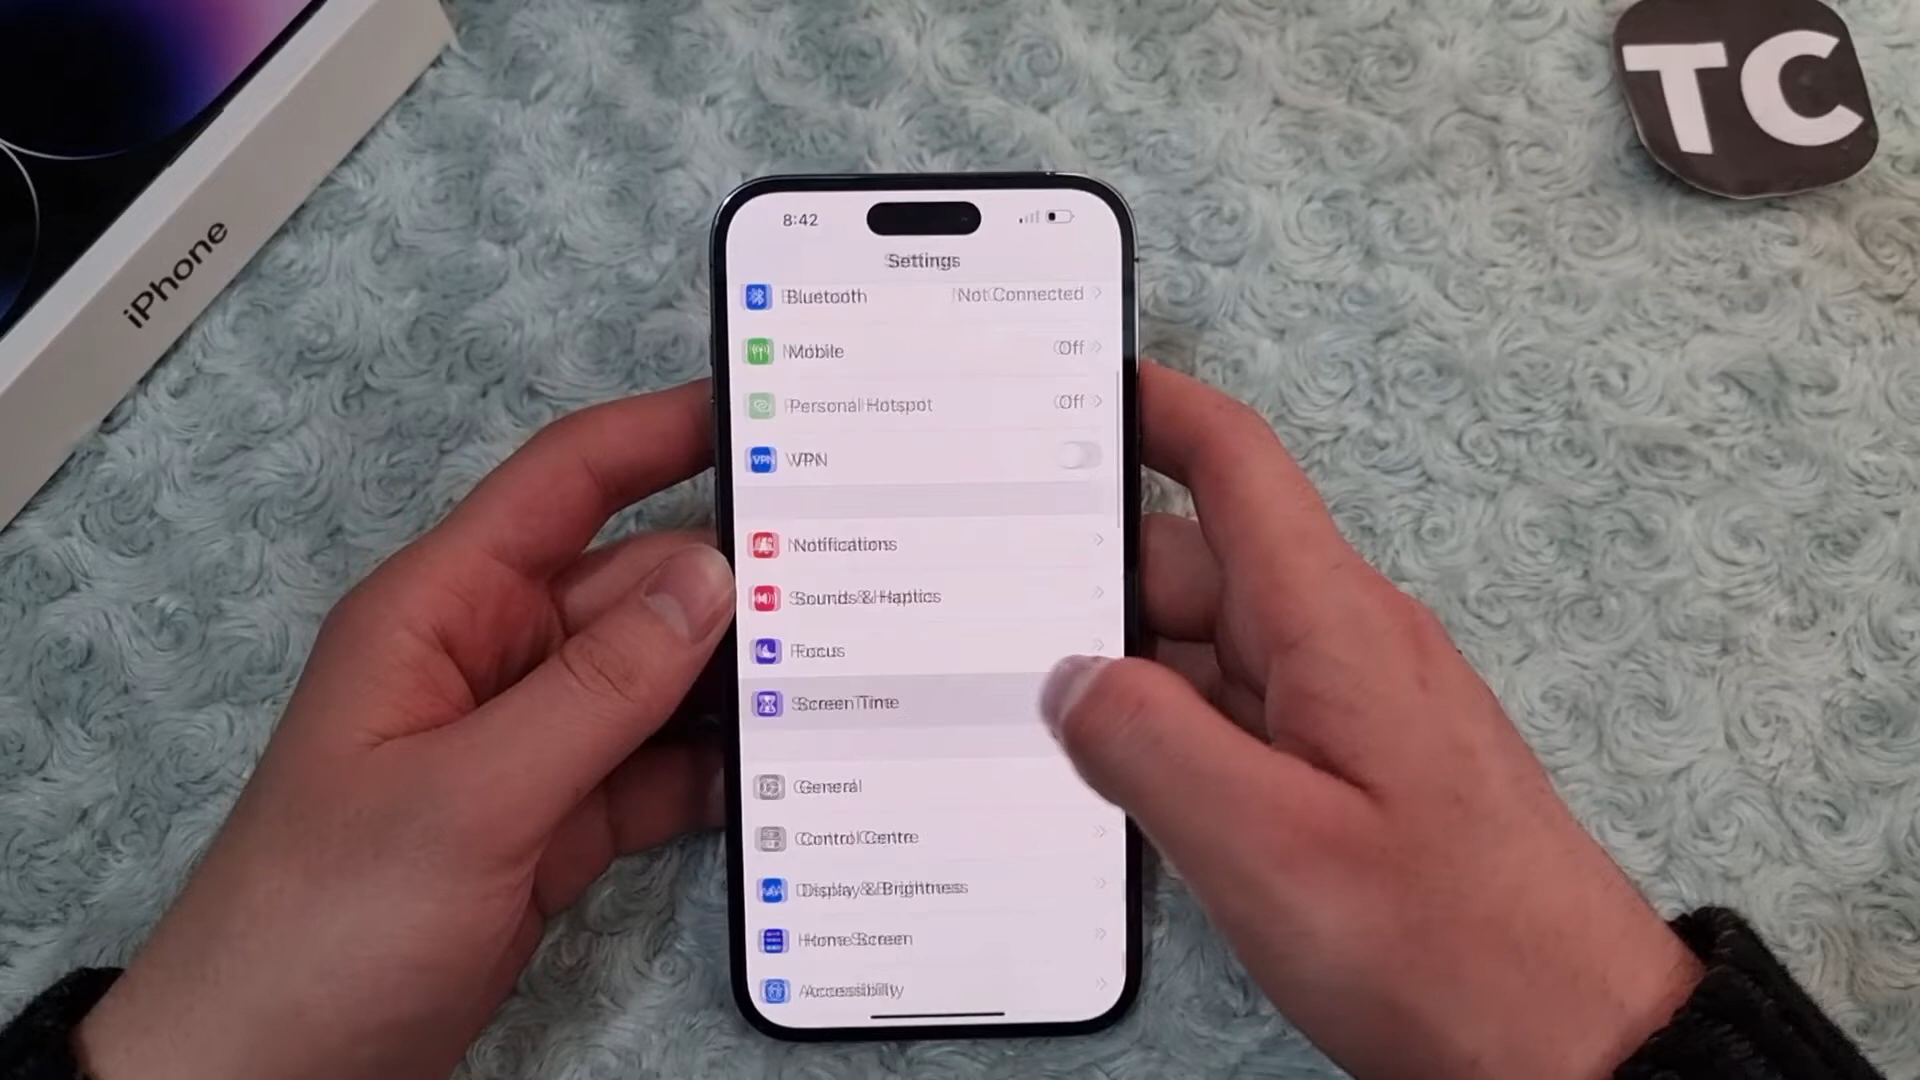 TC
iPhone
8:42
Settings
Bluetooth Not Connected
Mobile Off
Personal Hotspot Off
VPN VPN
Notifications
Sounds & Haptics
Focus
Screen Time
General
Control Centre
Display & Brightness
Home Screen
Accessibility